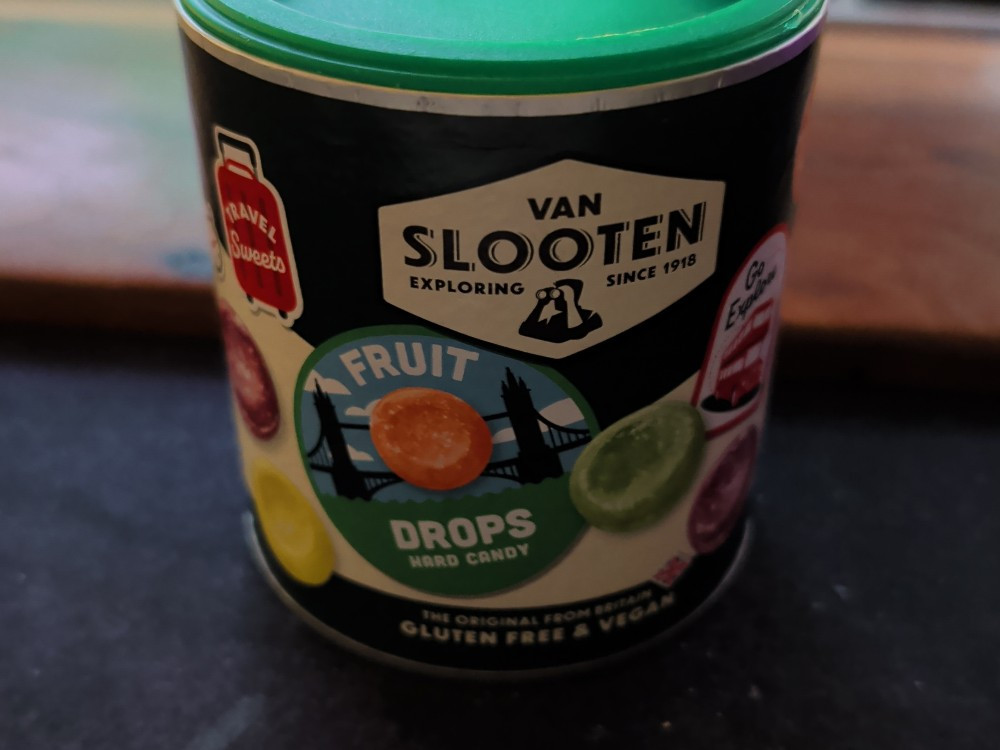 VAN
SLOOTEN
EXPLORING SINCE 1918
TRAVEL
Sweets
Go
Explore
FRUIT
DROPS
HARD CANDY
THE ORIGINAL FROM BRITAIN
GLUTEN FREE & VEGAN